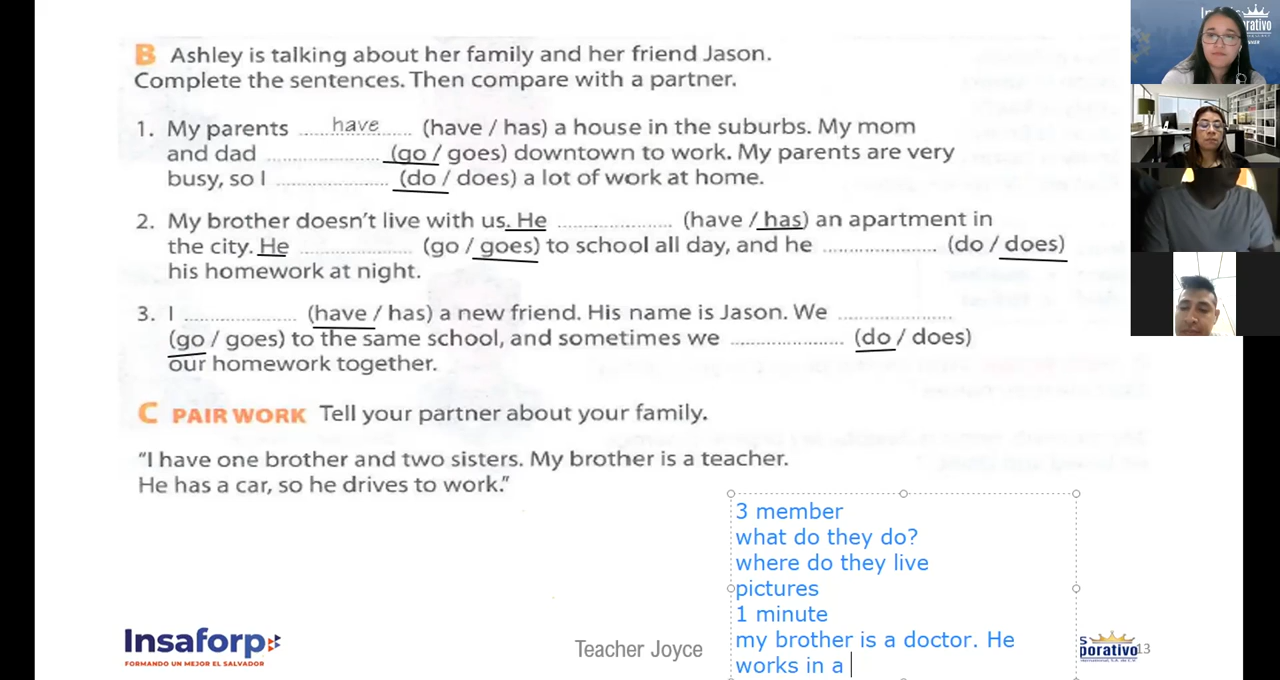 B Ashley is talking about her family and her friend Jason.
Complete the sentences. Then compare with a partner.
1. My parents have (have / has) a house in the suburbs. My mom
and dad .................... (go / goes) downtown to work. My parents are very
busy, so I .................... (do / does) a lot of work at home.
2. My brother doesn't live with us. He .................... (have / has) an apartment in
the city. He .................... (go / goes) to school all day, and he .................... (do / does)
his homework at night.
3. I .................... (have / has) a new friend. His name is Jason. We ....................
(go / goes) to the same school, and sometimes we .................... (do / does)
our homework together.
C PAIR WORK Tell your partner about your family.
"I have one brother and two sisters. My brother is a teacher.
He has a car, so he drives to work."
3 member
what do they do?
where do they live
pictures
1 minute
my brother is a doctor. He
works in a
Insaforp
FORMANDO UN MEJOR EL SALVADOR
Teacher Joyce
porativo
13